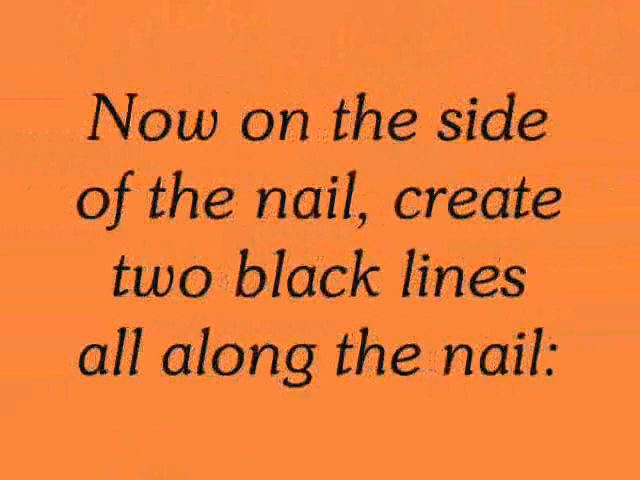 Now on the side
of the nail, create
two black lines
all along the nail: